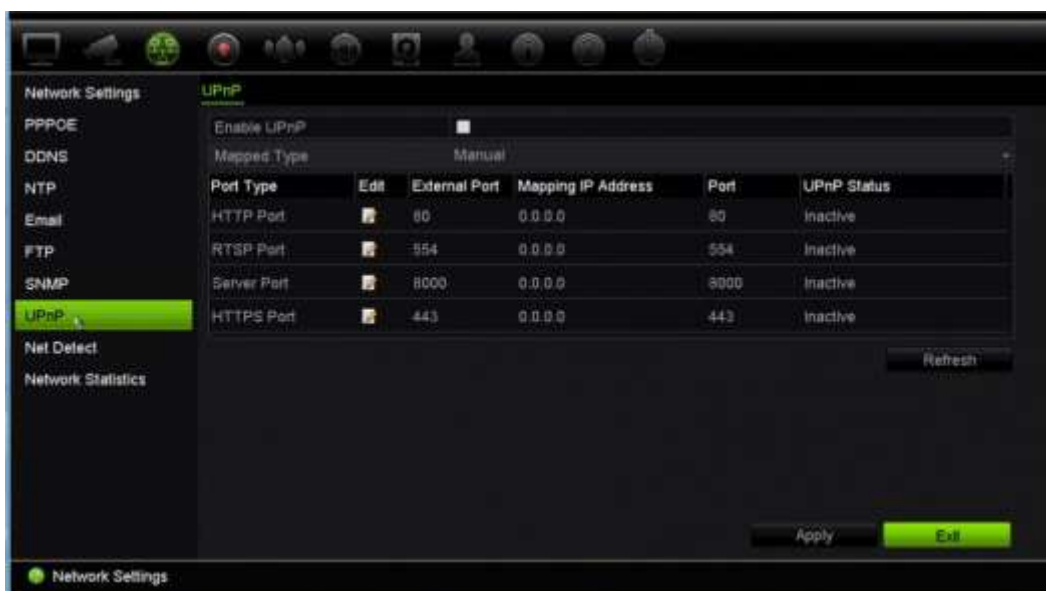 Network Settings
UPnP
PPPOE
Enable UPnP
DDNS
Mapped Type Manual
NTP
Port Type Edit External Port Mapping IP Address Port UPnP Status
Email
HTTP Port 80 0.0.0.0 80 Inactive
FTP
RTSP Port 554 0.0.0.0 554 Inactive
SNMP
Server Port 8000 0.0.0.0 8000 Inactive
UPnP
HTTPS Port 443 0.0.0.0 443 Inactive
Net Detect
Refresh
Network Statistics
Apply Exit
Network Settings